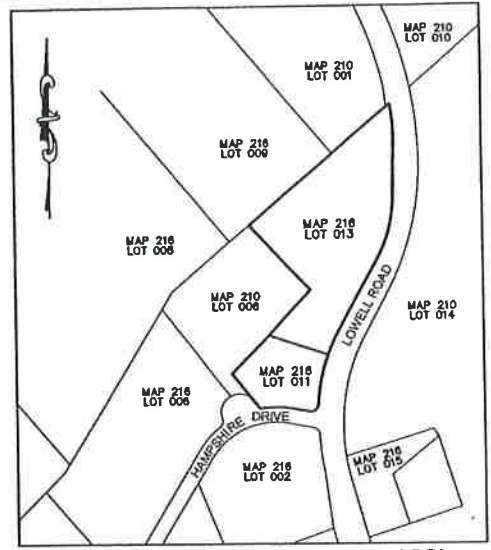 MAP 210
LOT 010
MAP 210
LOT 001
MAP 216
LOT 009
MAP 216
LOT 013
MAP 216
LOT 008
MAP 210
LOT 006
LOWELL ROAD
MAP 210
LOT 014
MAP 216
LOT 011
MAP 216
LOT 006
HAMPSHIRE DRIVE
MAP 216
LOT 015
MAP 216
LOT 002